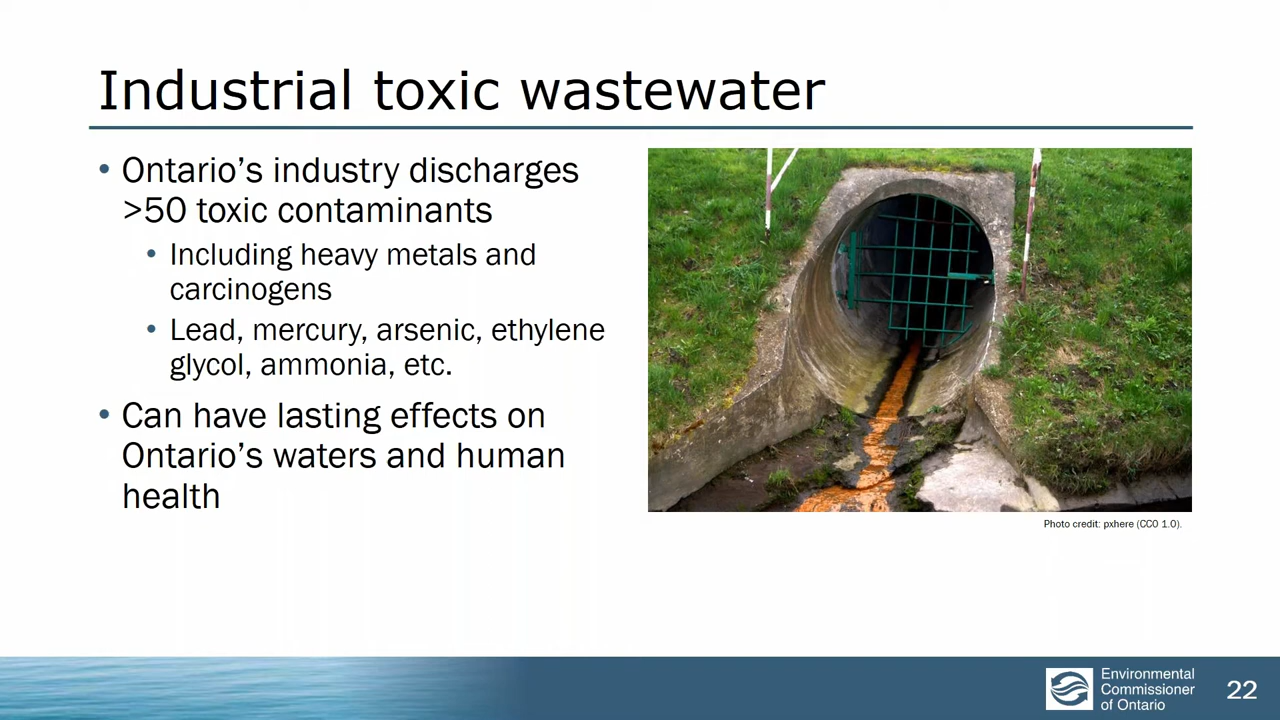 Industrial toxic wastewater
• Ontario’s industry discharges
>50 toxic contaminants
• Including heavy metals and
carcinogens
• Lead, mercury, arsenic, ethylene
glycol, ammonia, etc.
• Can have lasting effects on
Ontario’s waters and human
health
Photo credit: pxhere (CC0 1.0).
Environmental
Commissioner
of Ontario
22